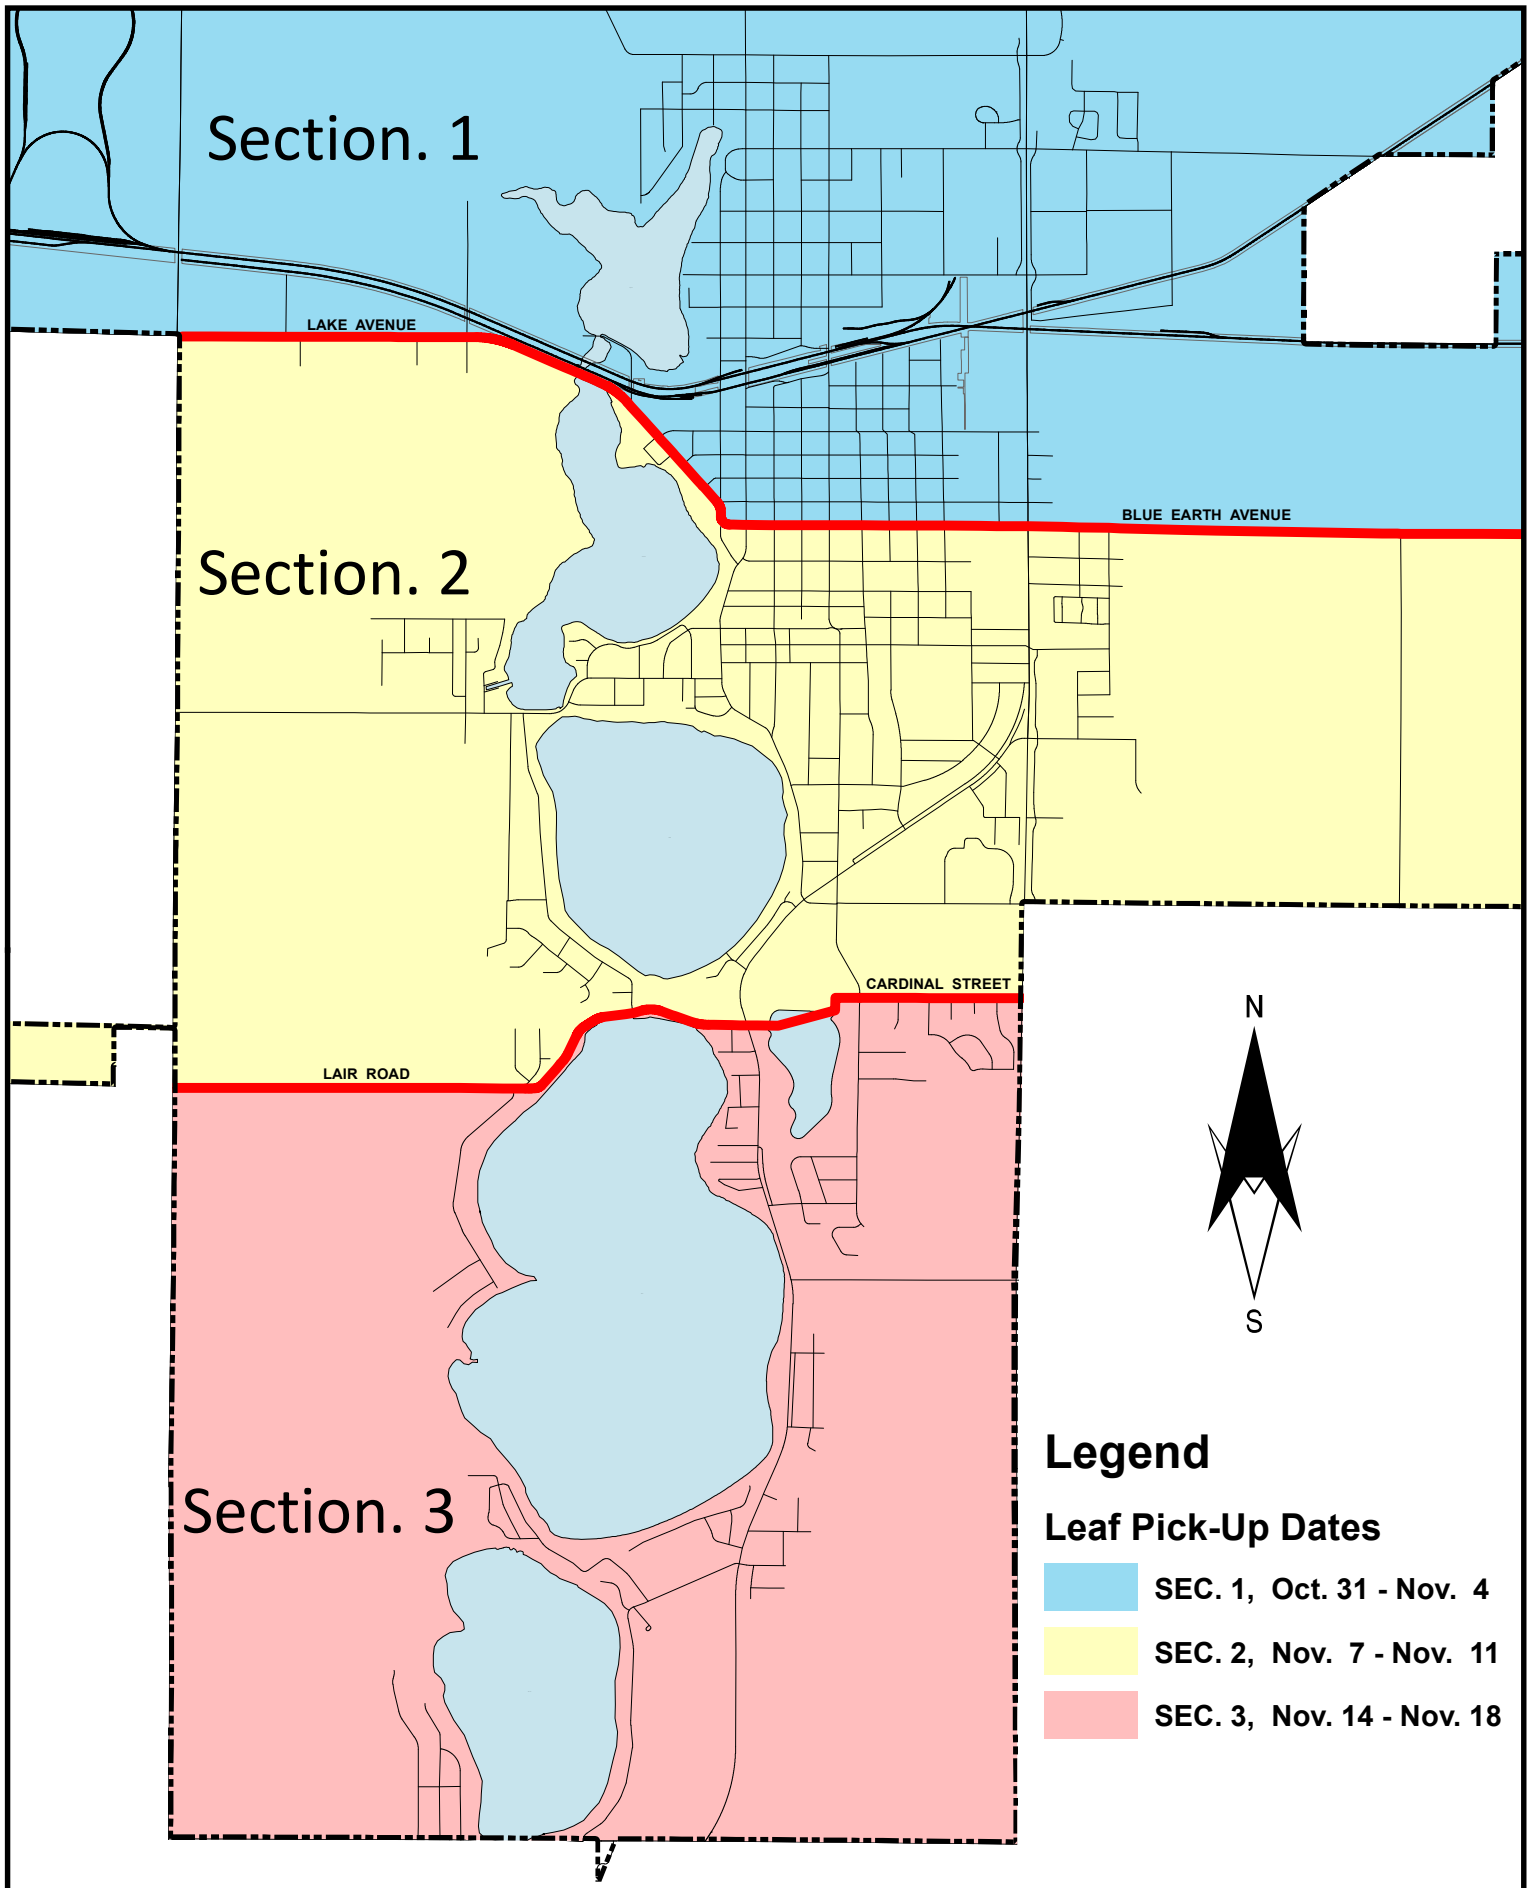 Section. 1
LAKE AVENUE
BLUE EARTH AVENUE
Section. 2
CARDINAL STREET
N
LAIR ROAD
S
Legend
Section. 3
Leaf Pick-Up Dates
SEC. 1, Oct. 31 - Nov. 4
SEC. 2, Nov. 7 - Nov. 11
SEC. 3, Nov. 14 - Nov. 18